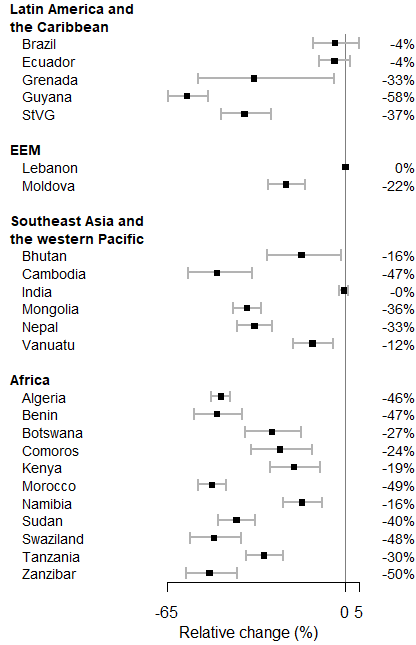 Latin America and
the Caribbean
Brazil -4%
Ecuador -4%
Grenada -33%
Guyana -58%
StVG -37%
EEM
Lebanon 0%
Moldova -22%
Southeast Asia and
the western Pacific
Bhutan -16%
Cambodia -47%
India -0%
Mongolia -36%
Nepal -33%
Vanuatu -12%
Africa
Algeria -46%
Benin -47%
Botswana -27%
Comoros -24%
Kenya -19%
Morocco -49%
Namibia -16%
Sudan -40%
Swaziland -48%
Tanzania -30%
Zanzibar -50%
-65 0 5
Relative change (%)